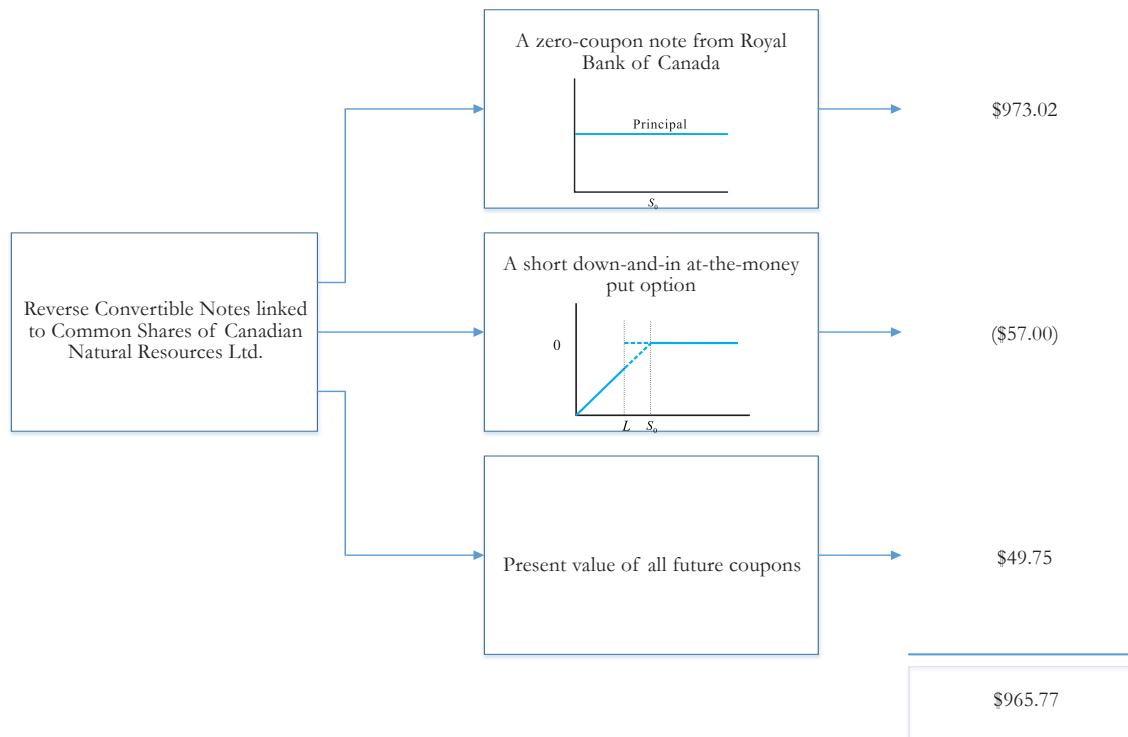 A zero-coupon note from Royal
Bank of Canada
Principal
S₀
$973.02
Reverse Convertible Notes linked
to Common Shares of Canadian
Natural Resources Ltd.
A short down-and-in at-the-money
put option
0
L S₀
($57.00)
Present value of all future coupons
$49.75
$965.77